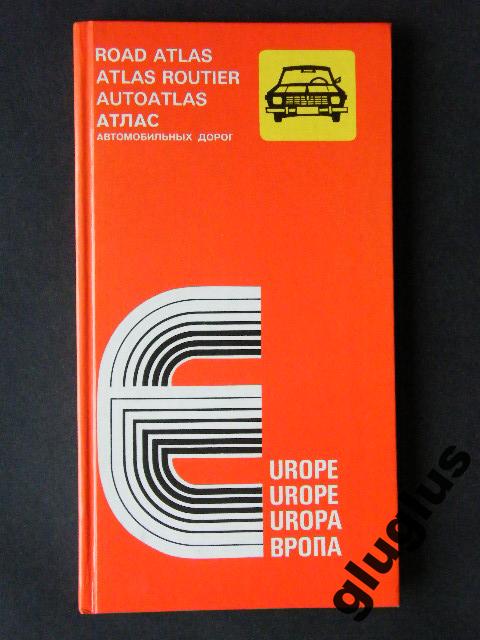 ROAD ATLAS
ATLAS ROUTIER
AUTOATLAS
АТЛАС
АВТОМОБИЛЬНЫХ ДОРОГ
E
UROPE
UROPE
UROPA
ВРОПА
gluglus